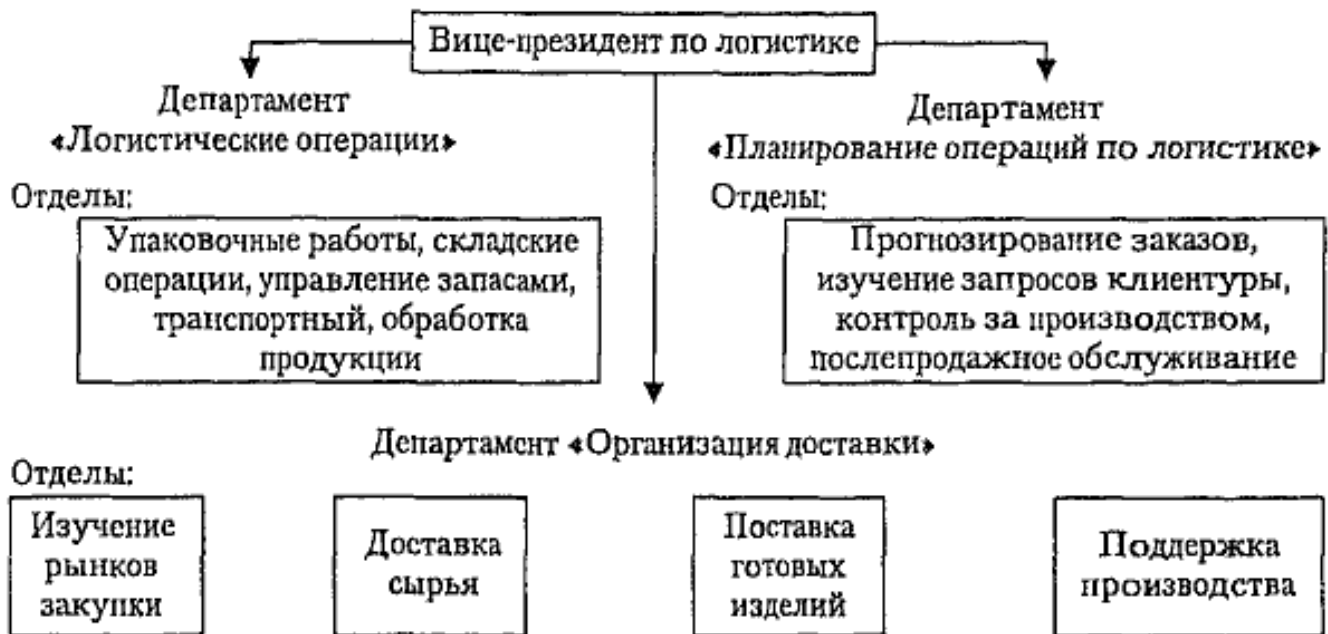 Вице-президент по логистике
Департамент
«Логистические операции»
Департамент
«Планирование операций по логистике»
Отделы:
Упаковочные работы, складские
операции, управление запасами,
транспортный, обработка
продукции
Отделы:
Прогнозирование заказов,
изучение запросов клиентуры,
контроль за производством,
послепродажное обслуживание
Департамент «Организация доставки»
Отделы:
Изучение
рынков
закупки
Доставка
сырья
Поставка
готовых
изделий
Поддержка
производства